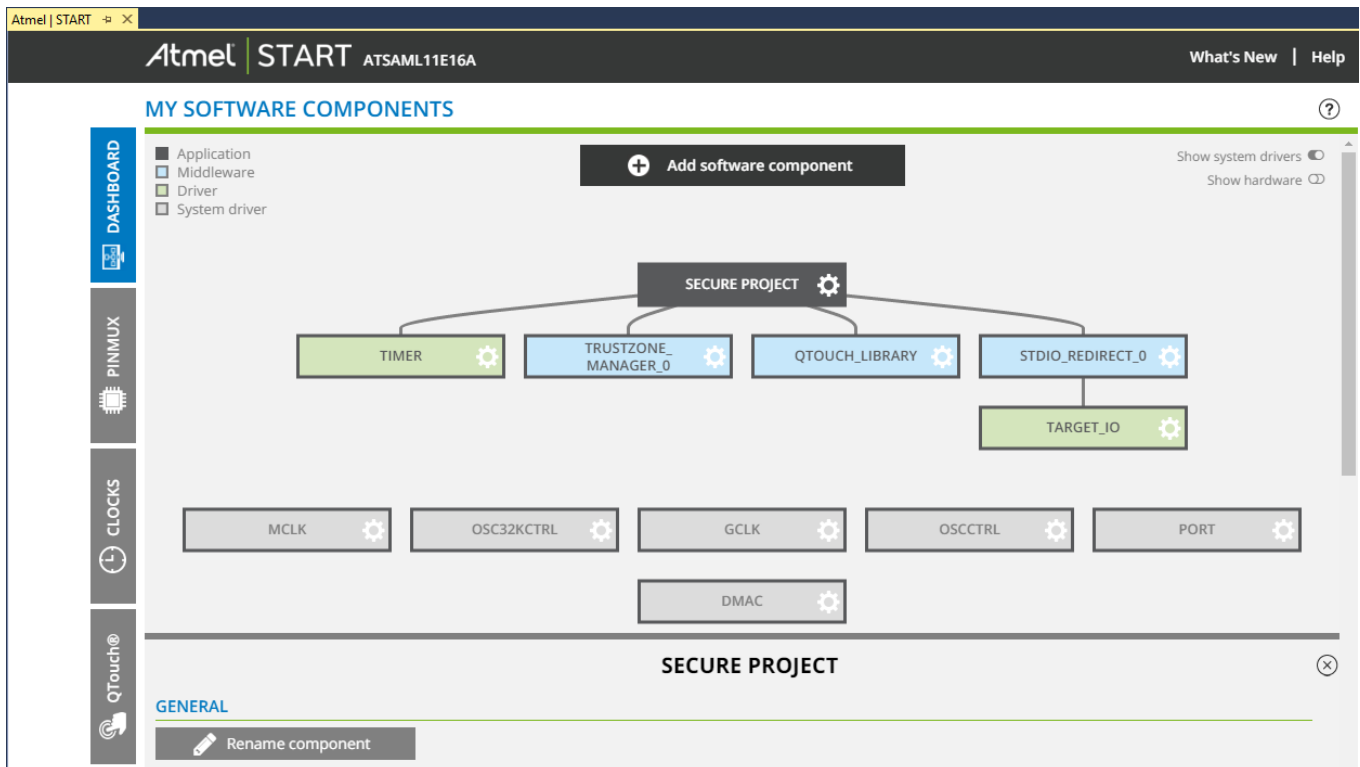 Atmel | START
Atmel START ATSAML11E16A
What's New | Help
MY SOFTWARE COMPONENTS
?
DASHBOARD
PINMUX
CLOCKS
QTouch®
Application
Middleware
Driver
System driver
Add software component
Show system drivers
Show hardware
SECURE PROJECT
TIMER
TRUSTZONE_
MANAGER_0
QTOUCH_LIBRARY
STDIO_REDIRECT_0
TARGET_IO
MCLK
OSC32KCTRL
GCLK
OSCCTRL
PORT
DMAC
SECURE PROJECT
GENERAL
Rename component